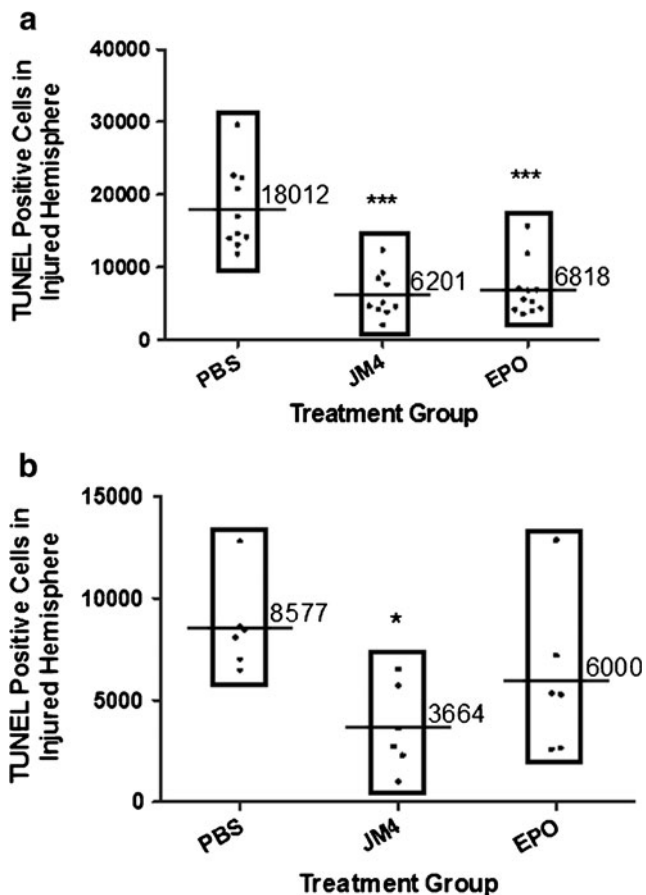 a
TUNEL Positive Cells in
Injured Hemisphere
40000
30000
20000
10000
0
18012
***
6201
***
6818
PBS
JM4
EPO
Treatment Group
b
TUNEL Positive Cells in
Injured Hemisphere
15000
10000
5000
0
8577
*
3664
6000
PBS
JM4
EPO
Treatment Group